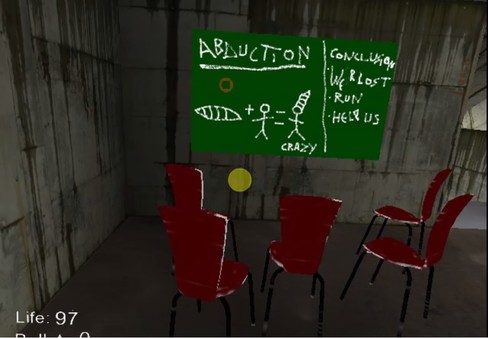 ABDUCTION
+ =
CRAZY
CONCLUSION
WE R LOST
· RUN
· HELP US
Life: 97